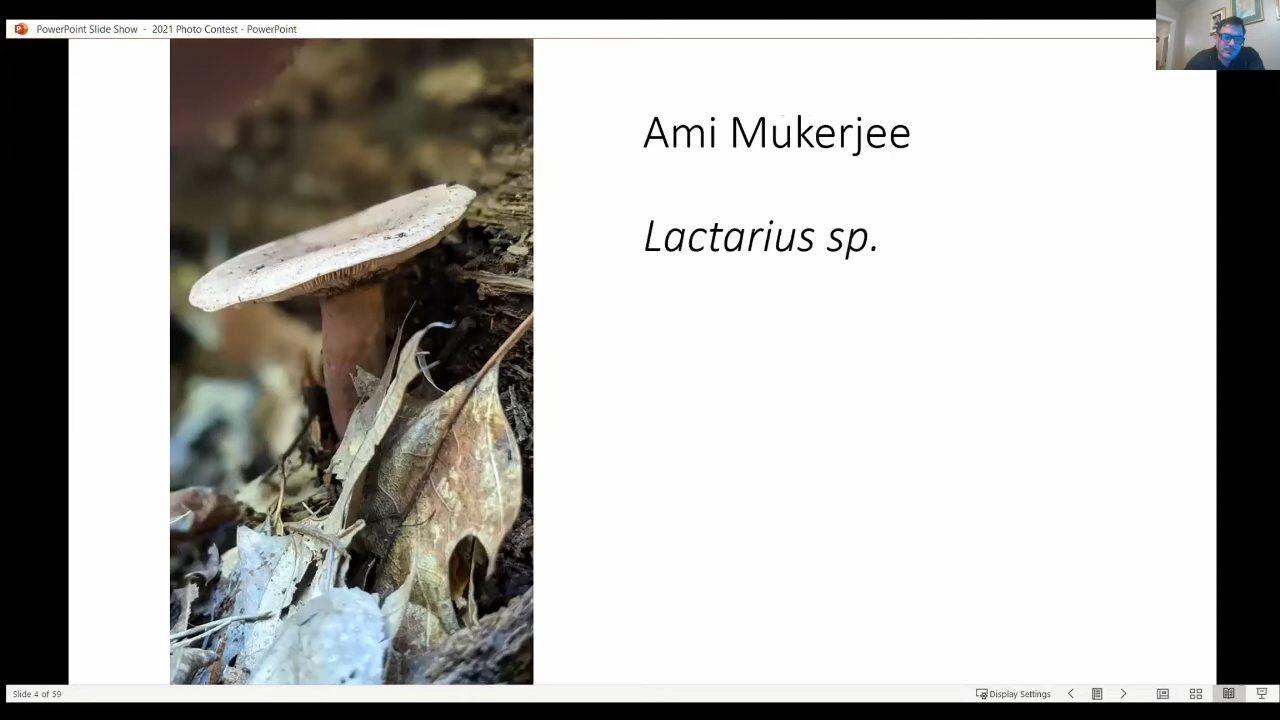 PowerPoint Slide Show - 2021 Photo Contest - PowerPoint
Ami Mukerjee
Lactarius sp.
Slide 4 of 59
Display Settings